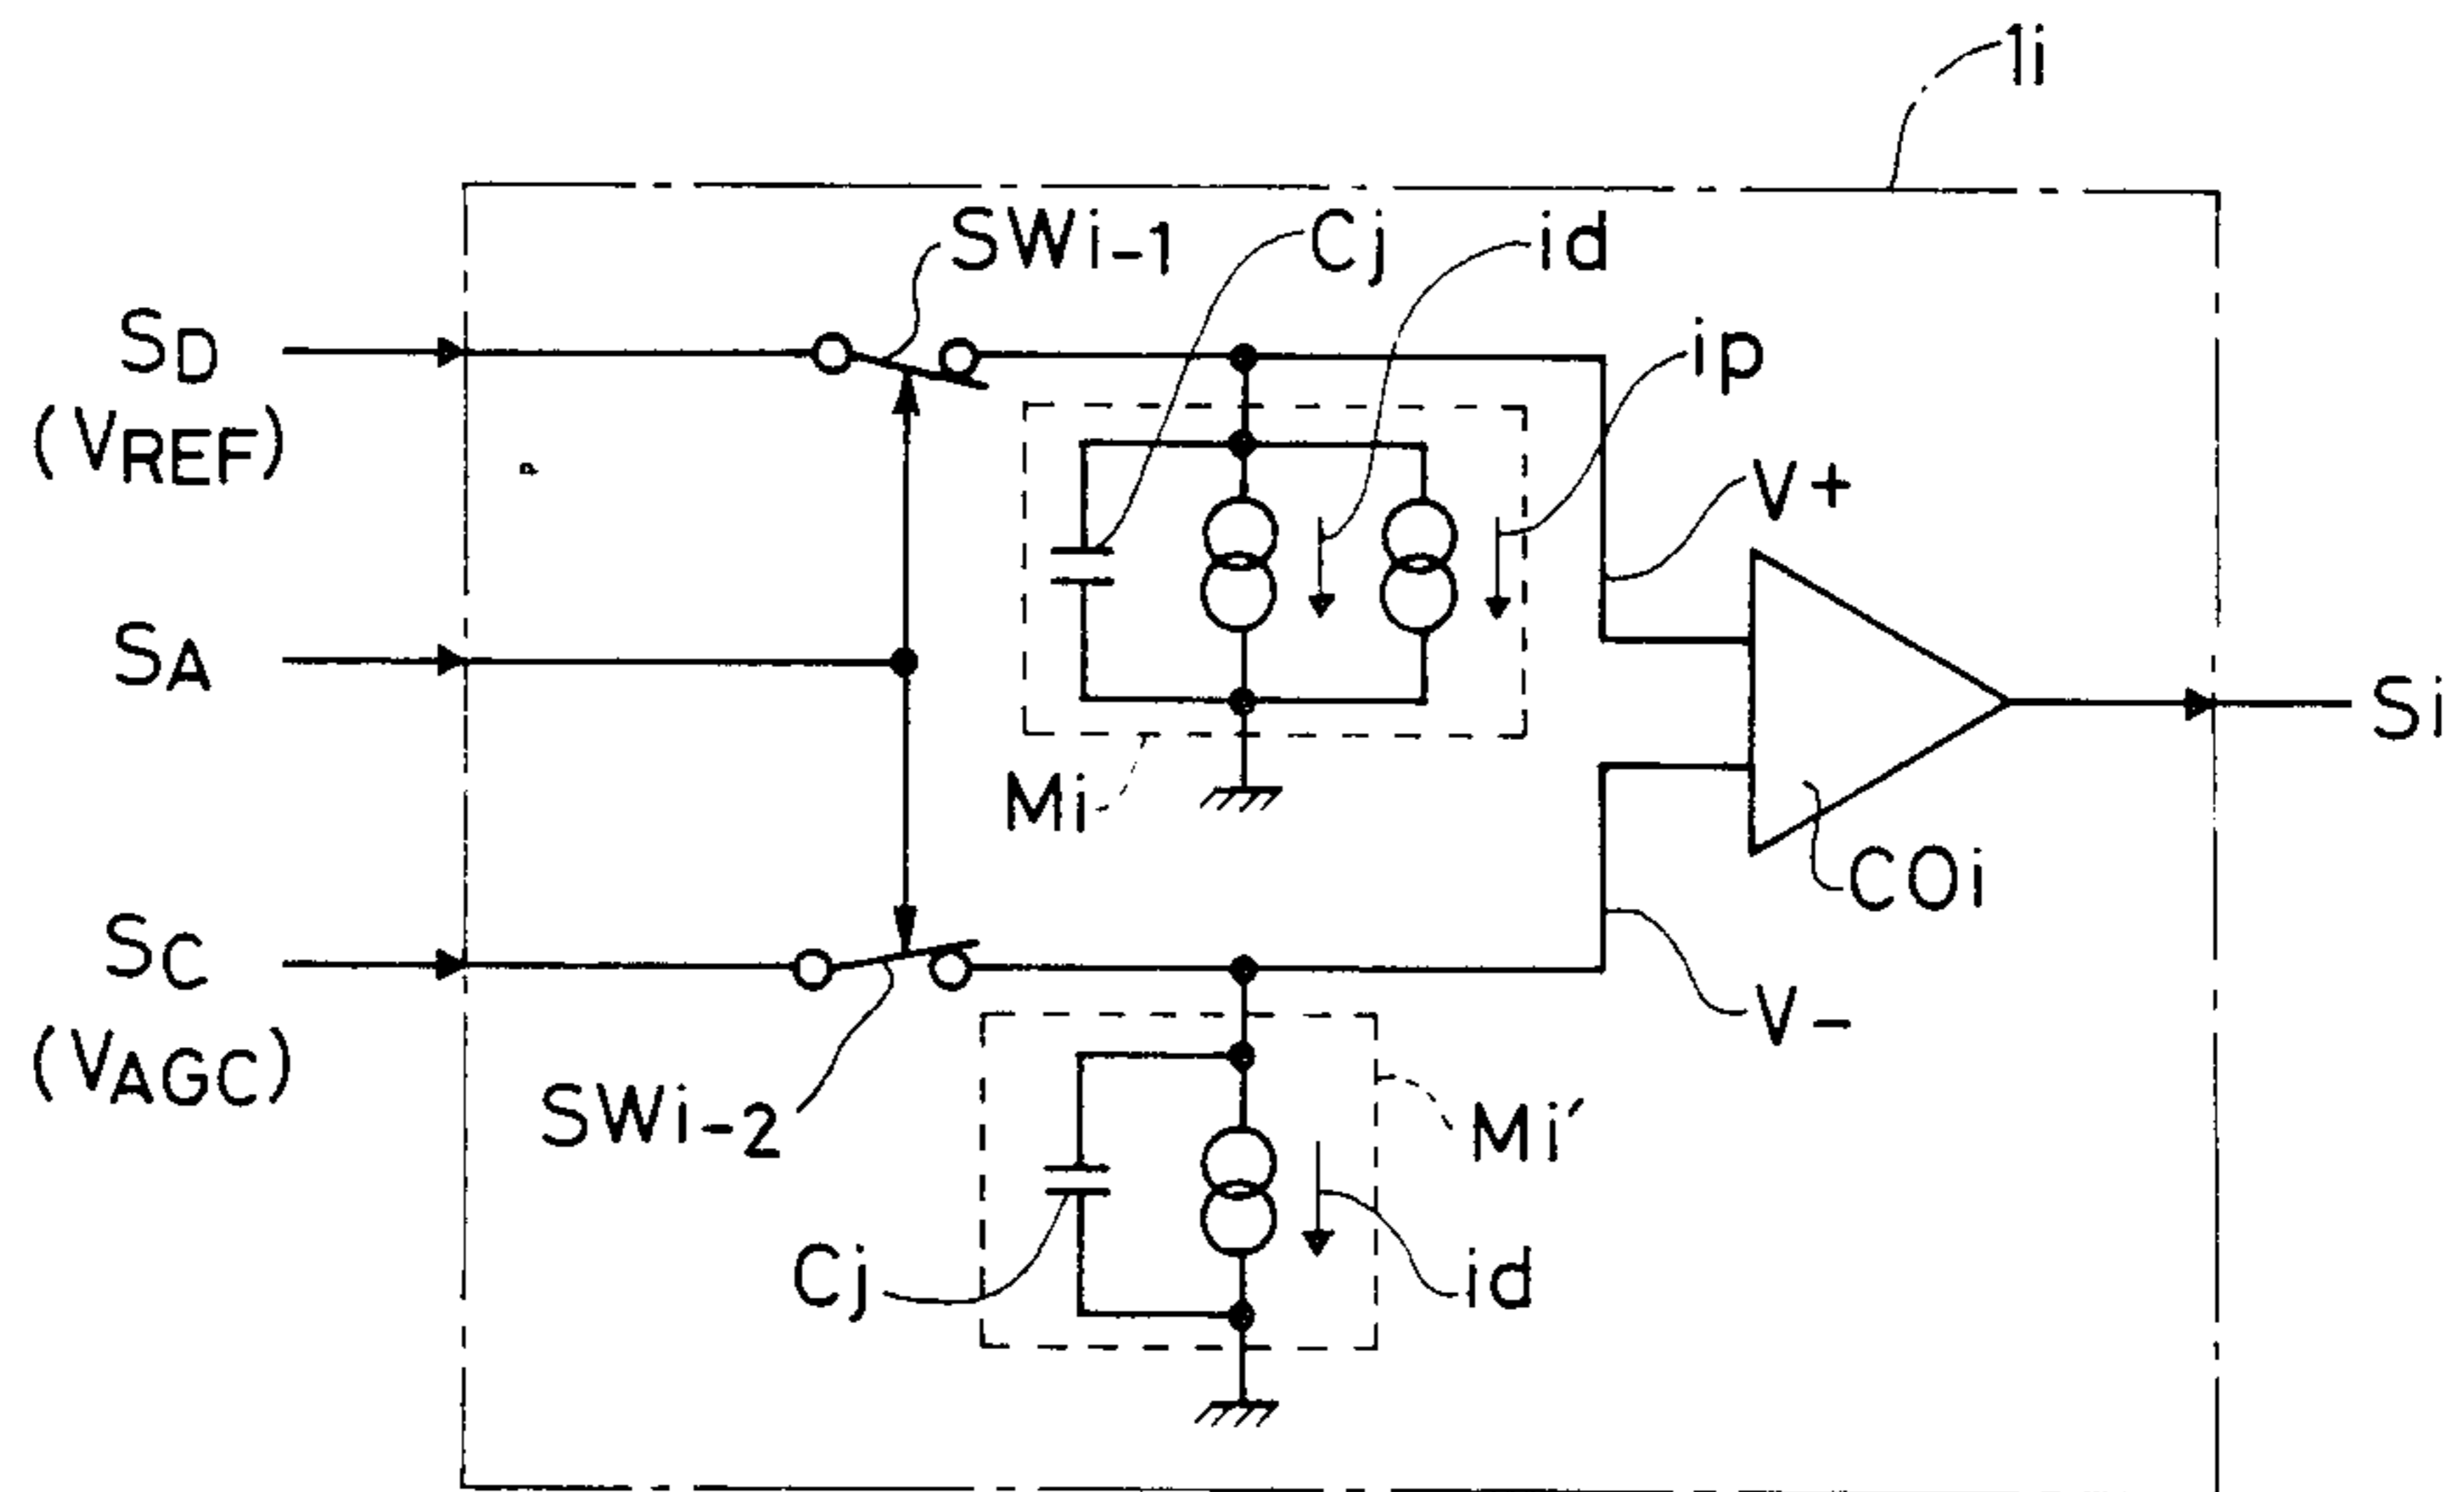 1i
SWi-1
Cj
id
SD
(VREF)
ip
V+
SA
Mi
Si
COi
SC
(VAGC)
V-
SWi-2
Mi′
Cj
id